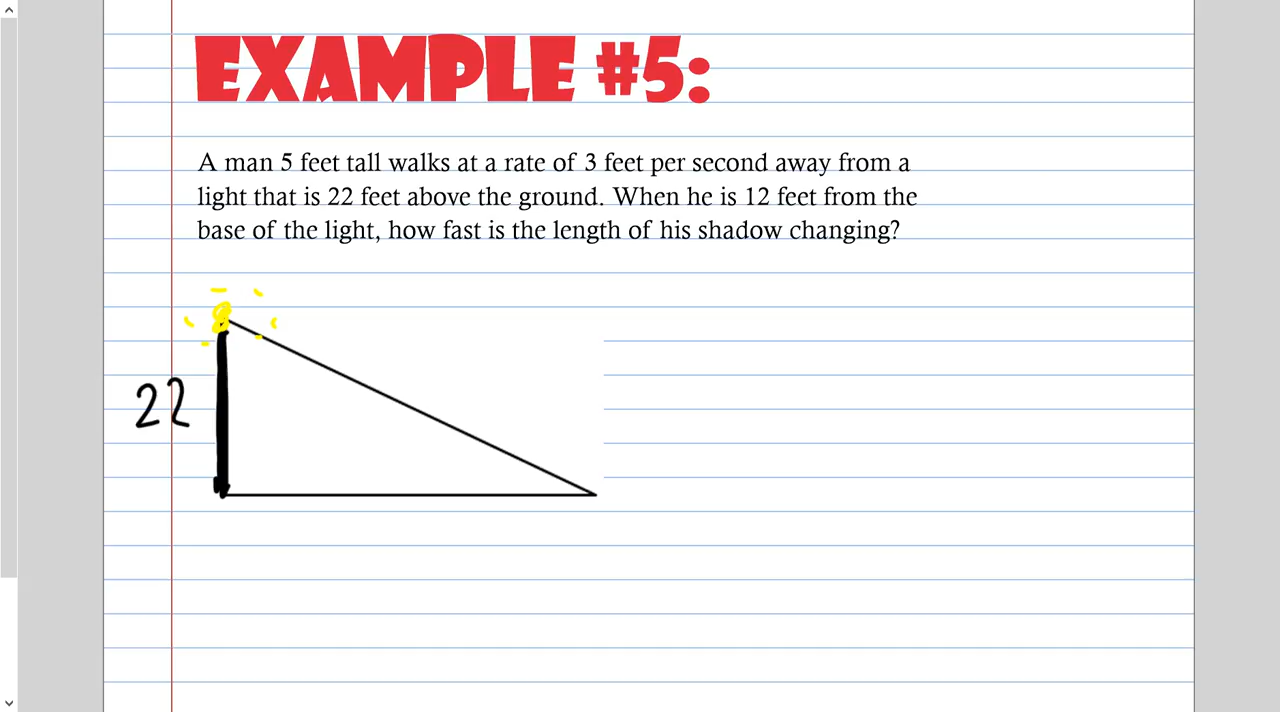 EXAMPLE #5:
A man 5 feet tall walks at a rate of 3 feet per second away from a
light that is 22 feet above the ground. When he is 12 feet from the
base of the light, how fast is the length of his shadow changing?
22